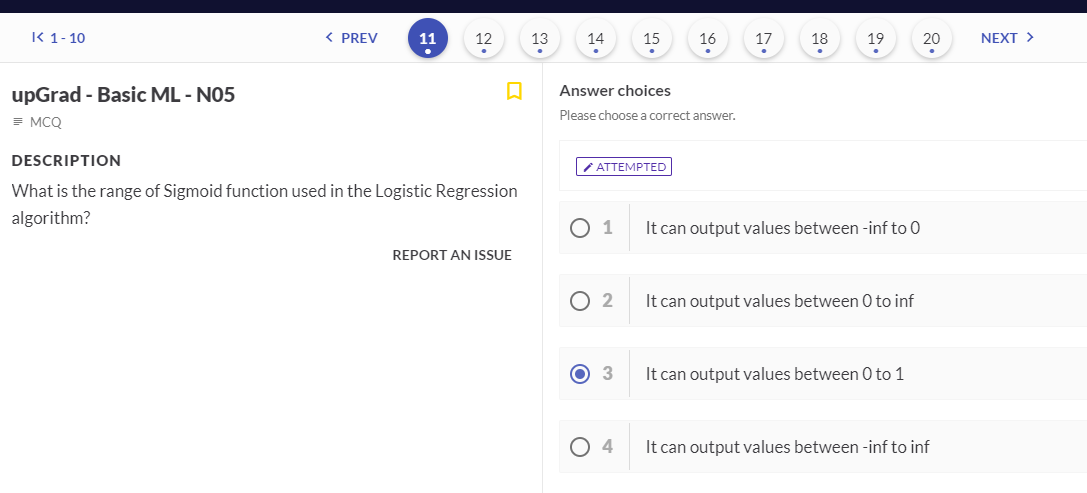 1 - 10
PREV
11
12
13
14
15
16
17
18
19
20
NEXT
upGrad - Basic ML - N05
MCQ
DESCRIPTION
What is the range of Sigmoid function used in the Logistic Regression
algorithm?
REPORT AN ISSUE
Answer choices
Please choose a correct answer.
ATTEMPTED
1 It can output values between -inf to 0
2 It can output values between 0 to inf
3 It can output values between 0 to 1
4 It can output values between -inf to inf